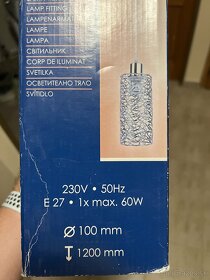 LAMP FITTING
LAMPENARMAT
LAMPE
LAMPA
СВІТИЛЬНИК
CORP DE ILUMINAT
SVETILKA
ОСВЕТИТЕЛНО ТЯЛО
SVÍTIDLO
230V • 50Hz
E 27 • 1x max. 60W
Ø 100 mm
1200 mm